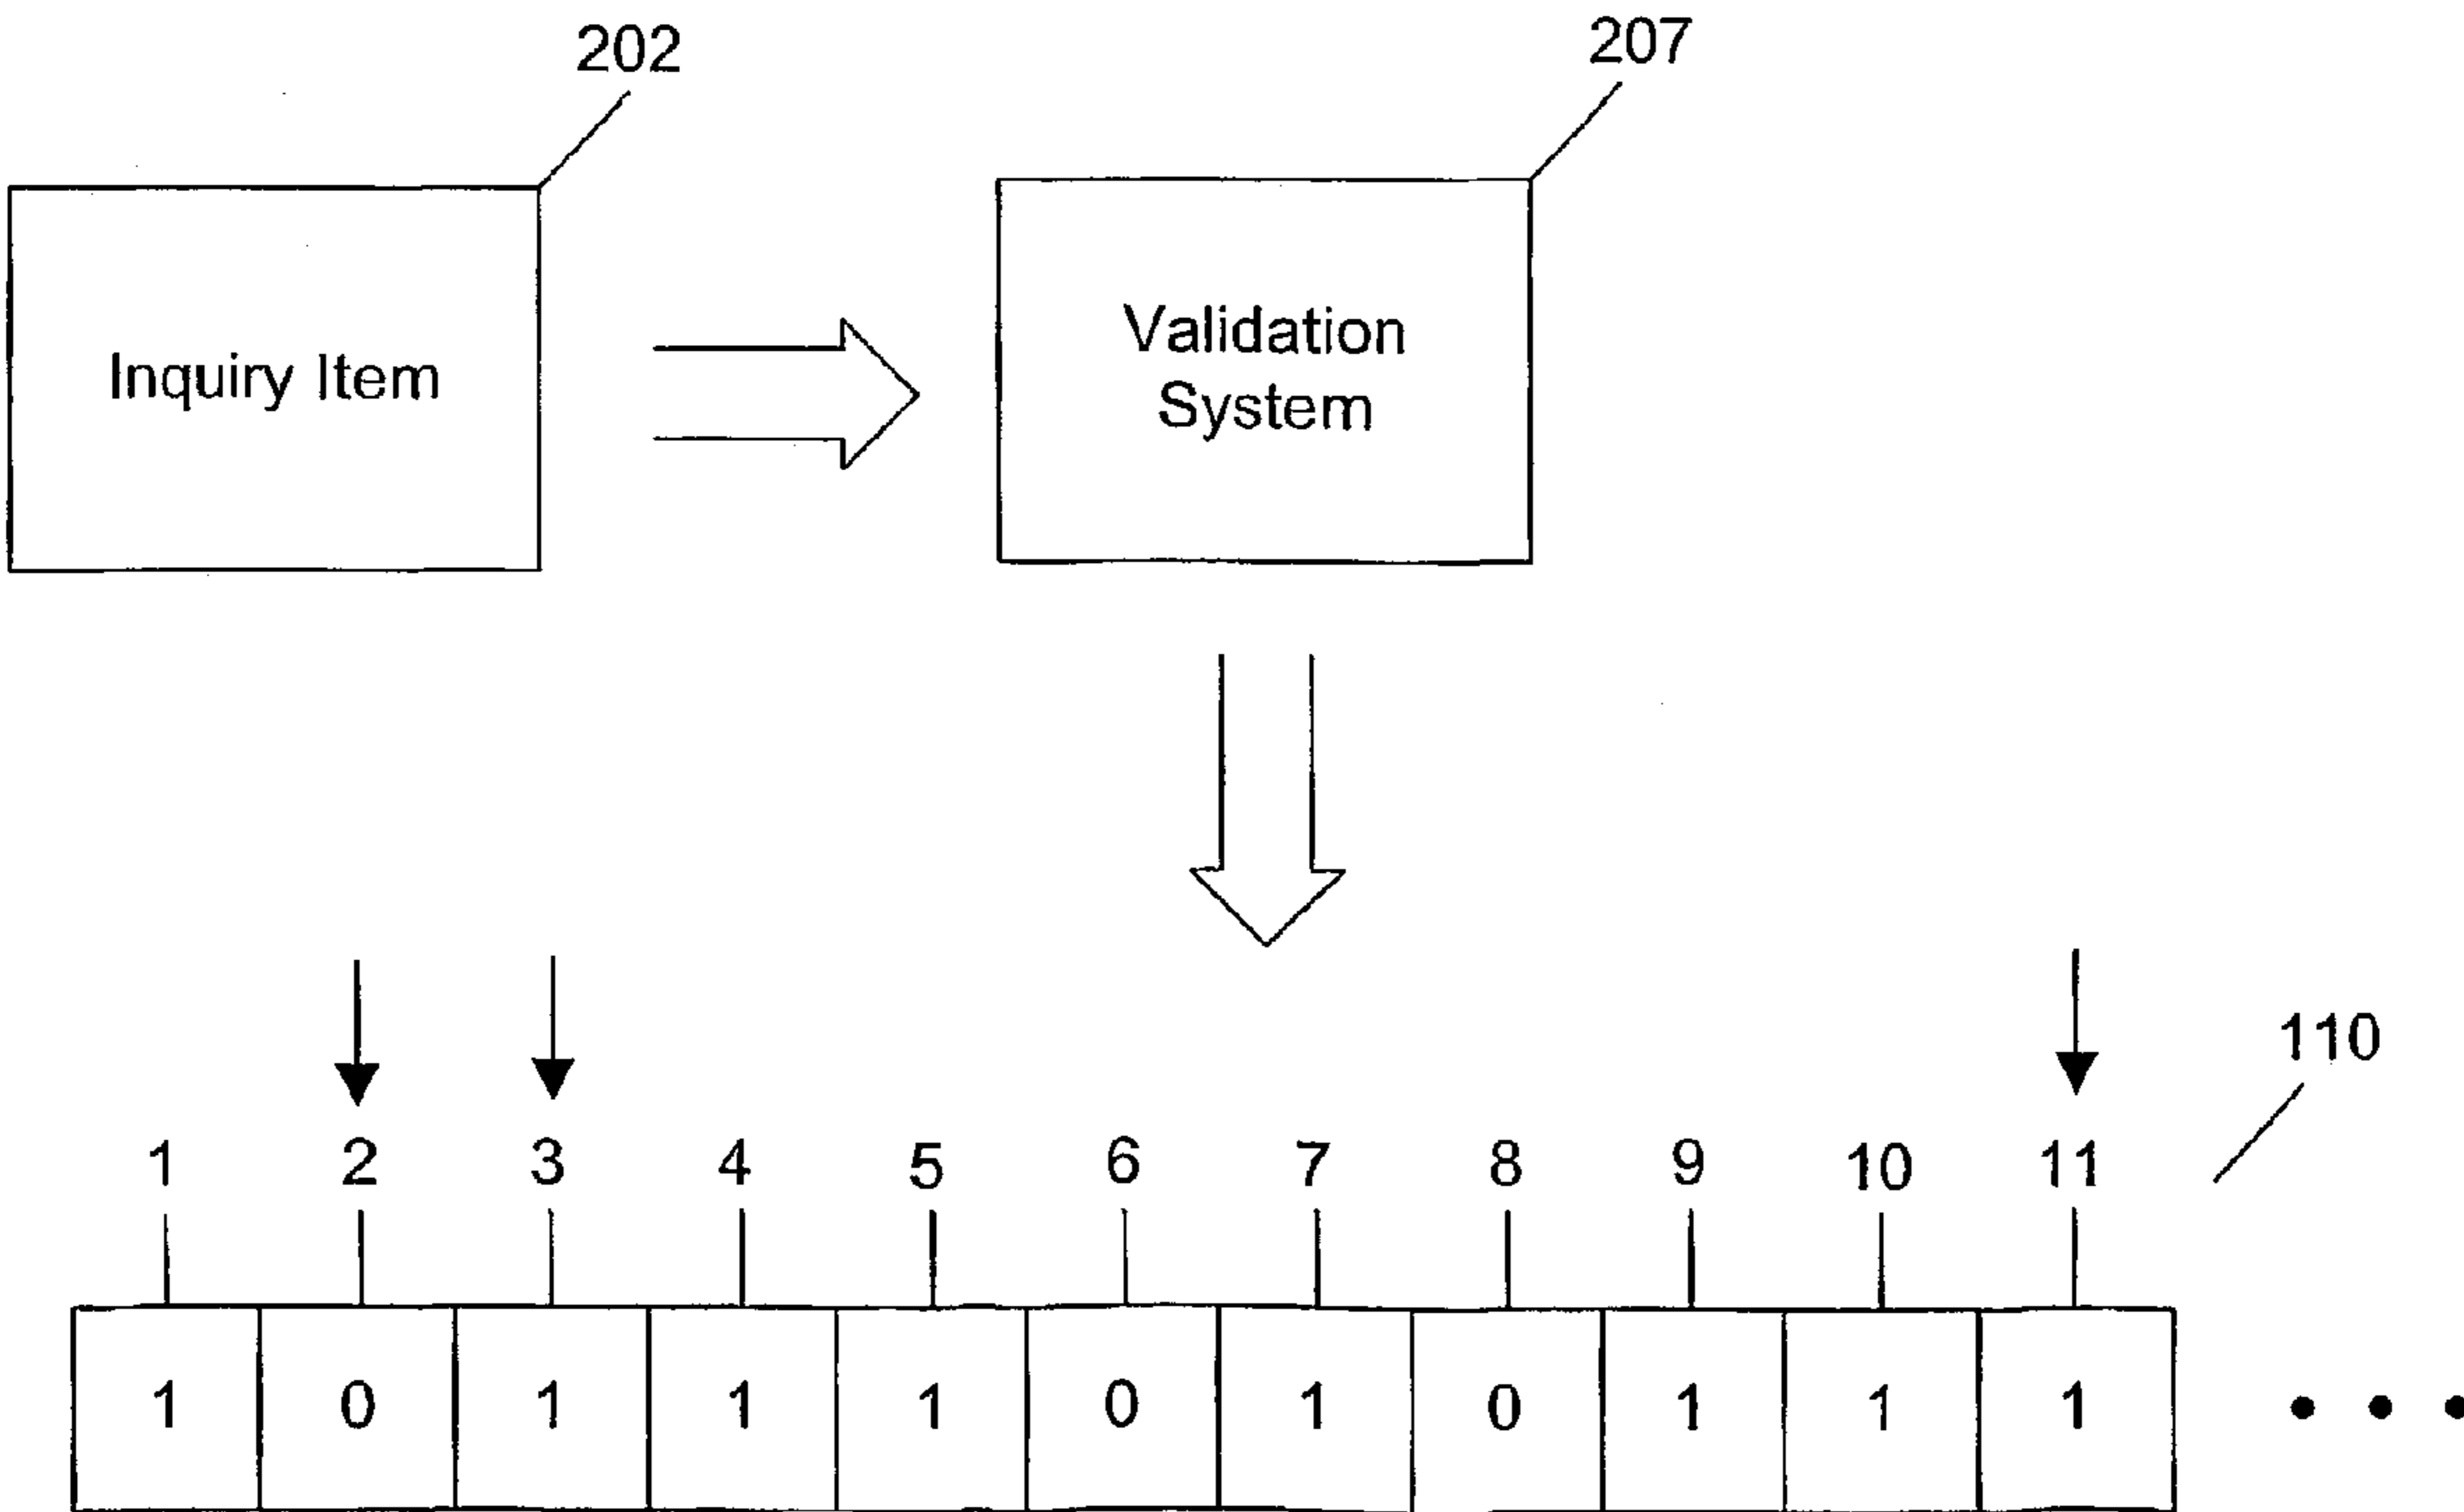 202
207
Inquiry Item
Validation
System
110
1 2 3 4 5 6 7 8 9 10 11
1 0 1 1 1 0 1 0 1 1 1 • • •